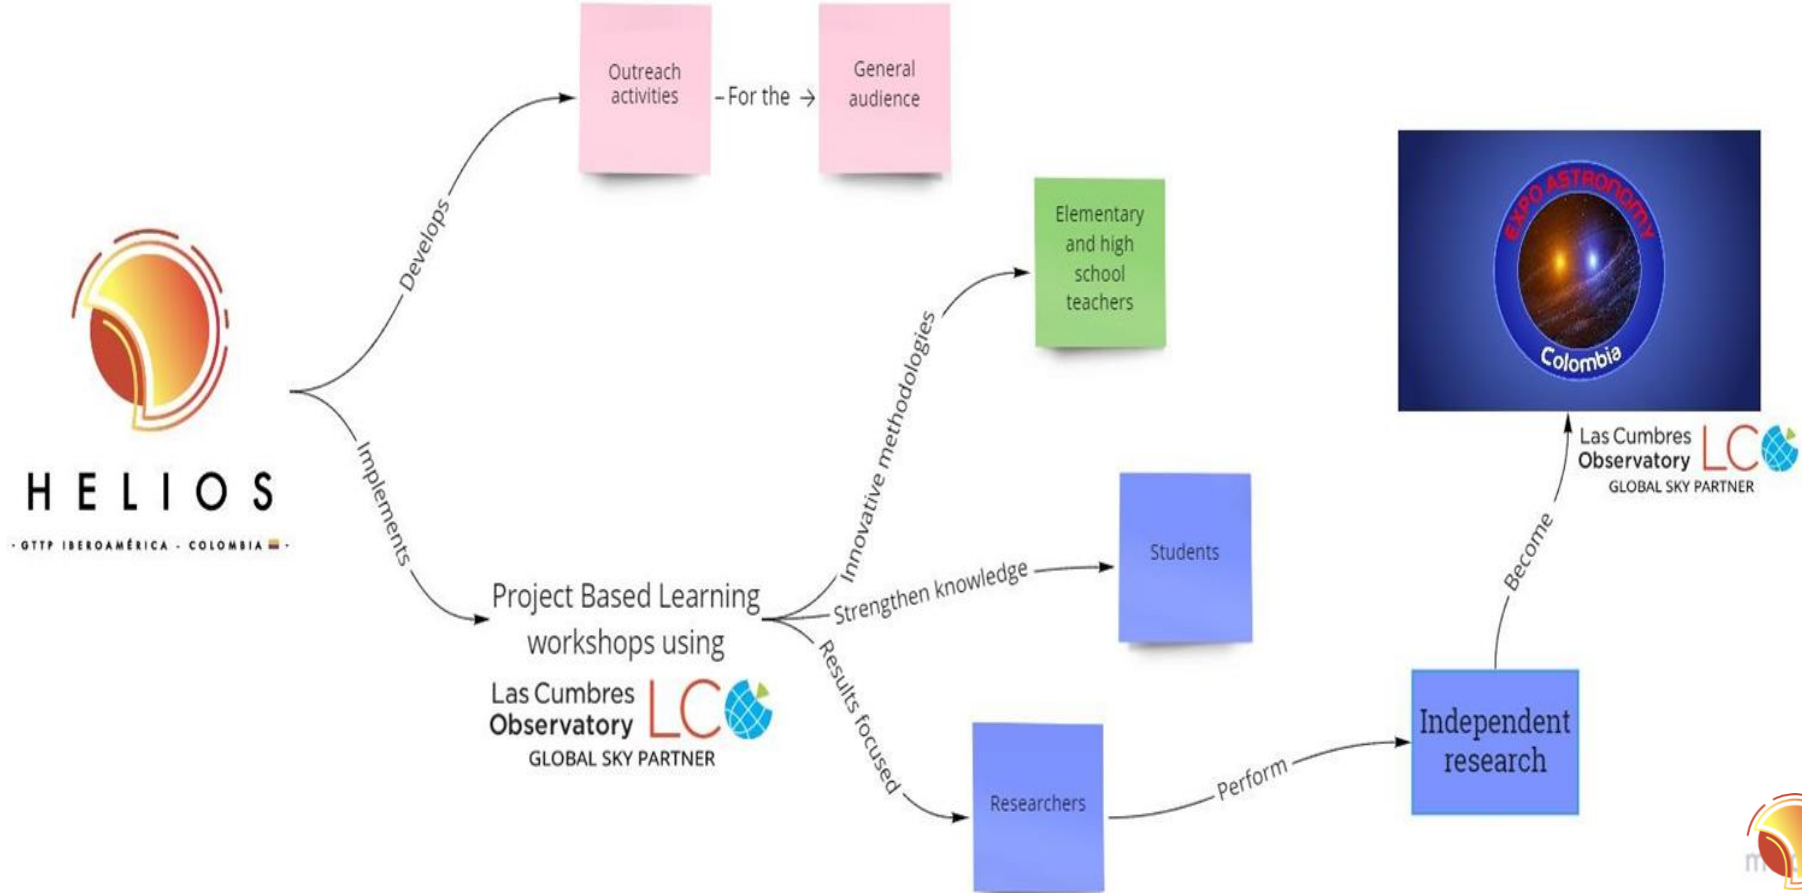 Outreach
activities
For the
General
audience
Develops
Elementary
and high
school
teachers
EXPO ASTRONOMY
Colombia
HELIOS
· GTTP IBEROAMÉRICA - COLOMBIA ·
Implements
Innovative methodologies
Las Cumbres
Observatory LCO
GLOBAL SKY PARTNER
Project Based Learning
workshops using
Las Cumbres
Observatory LCO
GLOBAL SKY PARTNER
Strengthen knowledge
Students
Results focused
Researchers
Perform
Independent
research
Become